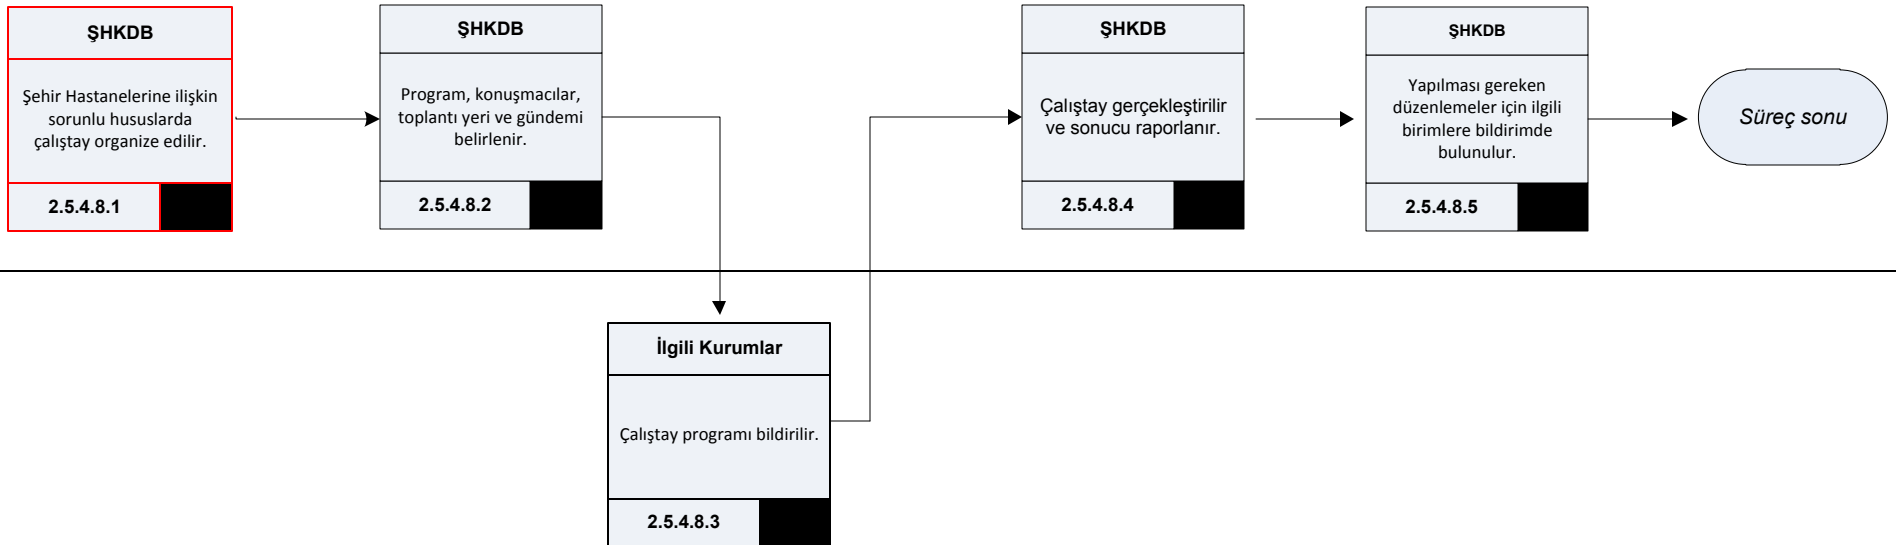 ŞHKDB
Şehir Hastanelerine ilişkin
sorunlu hususlarda
çalıştay organize edilir.
2.5.4.8.1
ŞHKDB
Program, konuşmacılar,
toplantı yeri ve gündemi
belirlenir.
2.5.4.8.2
İlgili Kurumlar
Çalıştay programı bildirilir.
2.5.4.8.3
ŞHKDB
Çalıştay gerçekleştirilir
ve sonucu raporlanır.
2.5.4.8.4
ŞHKDB
Yapılması gereken
düzenlemeler için ilgili
birimlere bildirimde
bulunulur.
2.5.4.8.5
Süreç sonu